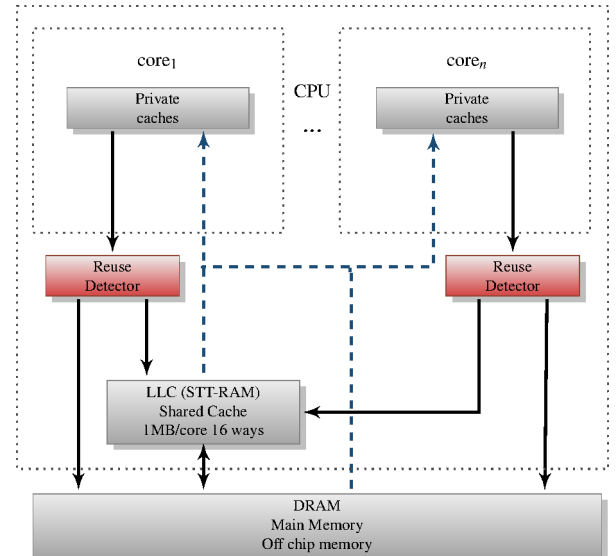 core1
coren
CPU
...
Private
caches
Private
caches
Reuse
Detector
Reuse
Detector
LLC (STT-RAM)
Shared Cache
1MB/core 16 ways
DRAM
Main Memory
Off chip memory